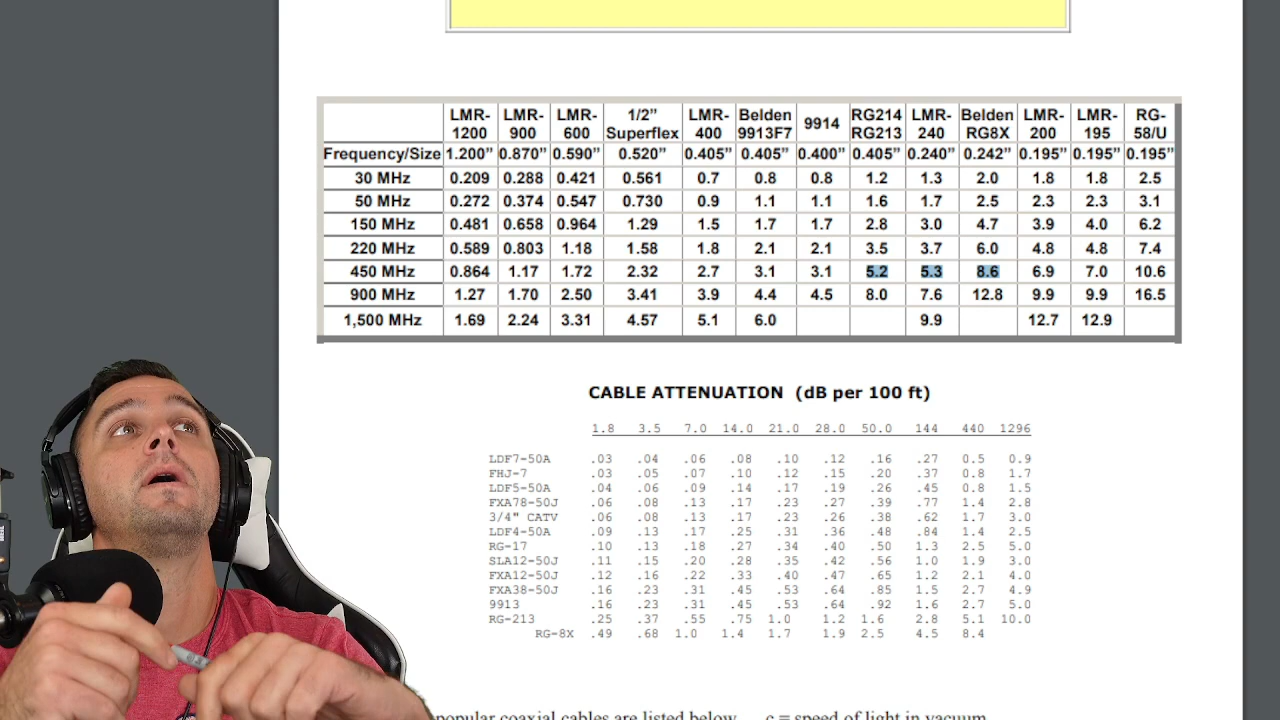 LMR- LMR- LMR- 1/2” LMR- Belden 9914 RG214 LMR- Belden LMR- LMR- RG-
1200 900 600 Superflex 400 9913F7 RG213 240 RG8X 200 195 58/U
Frequency/Size 1.200” 0.870” 0.590” 0.520” 0.405” 0.405” 0.400” 0.405” 0.240” 0.242” 0.195” 0.195” 0.195”
30 MHz 0.209 0.288 0.421 0.561 0.7 0.8 0.8 1.2 1.3 2.0 1.8 1.8 2.5
50 MHz 0.272 0.374 0.547 0.730 0.9 1.1 1.1 1.6 1.7 2.5 2.3 2.3 3.1
150 MHz 0.481 0.658 0.964 1.29 1.5 1.7 1.7 2.8 3.0 4.7 3.9 4.0 6.2
220 MHz 0.589 0.803 1.18 1.58 1.8 2.1 2.1 3.5 3.7 6.0 4.8 4.8 7.4
450 MHz 0.864 1.17 1.72 2.32 2.7 3.1 3.1 5.2 5.3 8.6 6.9 7.0 10.6
900 MHz 1.27 1.70 2.50 3.41 3.9 4.4 4.5 8.0 7.6 12.8 9.9 9.9 16.5
1,500 MHz 1.69 2.24 3.31 4.57 5.1 6.0 9.9 12.7 12.9
CABLE ATTENUATION (dB per 100 ft)
1.8 3.5 7.0 14.0 21.0 28.0 50.0 144 440 1296
LDF7-50A .03 .04 .06 .08 .10 .12 .16 .27 0.5 0.9
FHJ-7 .03 .05 .07 .10 .12 .15 .20 .37 0.8 1.7
LDF5-50A .04 .06 .09 .14 .17 .19 .26 .45 0.8 1.5
FXA78-50J .06 .08 .13 .17 .23 .27 .39 .77 1.4 2.8
3/4" CATV .06 .08 .13 .17 .23 .26 .38 .62 1.7 3.0
LDF4-50A .09 .13 .17 .25 .31 .36 .48 .84 1.4 2.5
RG-17 .10 .13 .18 .27 .34 .40 .50 1.3 2.5 5.0
SLA12-50J .11 .15 .20 .28 .35 .42 .56 1.0 1.9 3.0
FXA12-50J .12 .16 .22 .33 .40 .47 .65 1.2 2.1 4.0
FXA38-50J .16 .23 .31 .45 .53 .64 .85 1.5 2.7 4.9
9913 .16 .23 .31 .45 .53 .64 .92 1.6 2.7 5.0
RG-213 .25 .37 .55 .75 1.0 1.2 1.6 2.8 5.1 10.0
RG-8X .49 .68 1.0 1.4 1.7 1.9 2.5 4.5 8.4
popular coaxial cables are listed below. c = speed of light in vacuum